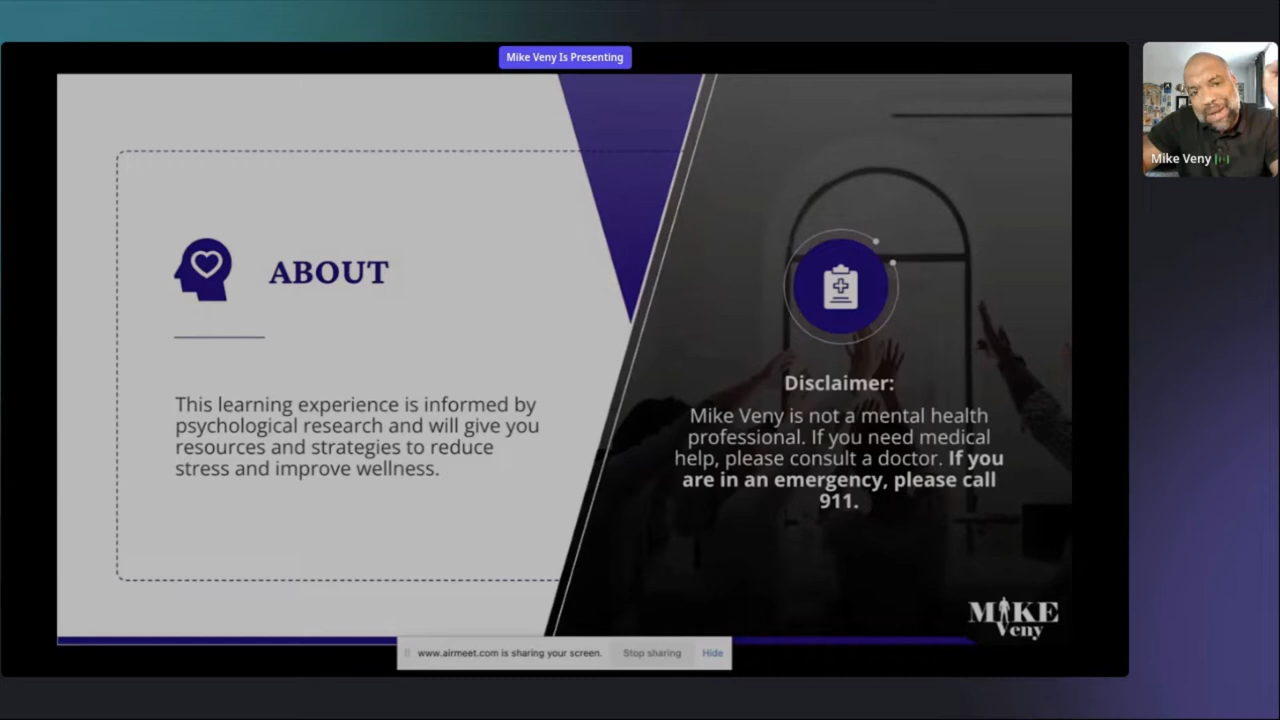 Mike Veny Is Presenting
ABOUT
This learning experience is informed by
psychological research and will give you
resources and strategies to reduce
stress and improve wellness.
Disclaimer:
Mike Veny is not a mental health
professional. If you need medical
help, please consult a doctor. If you
are in an emergency, please call
911.
MIKE
Veny
www.airmeet.com is sharing your screen. Stop sharing Hide
Mike Veny